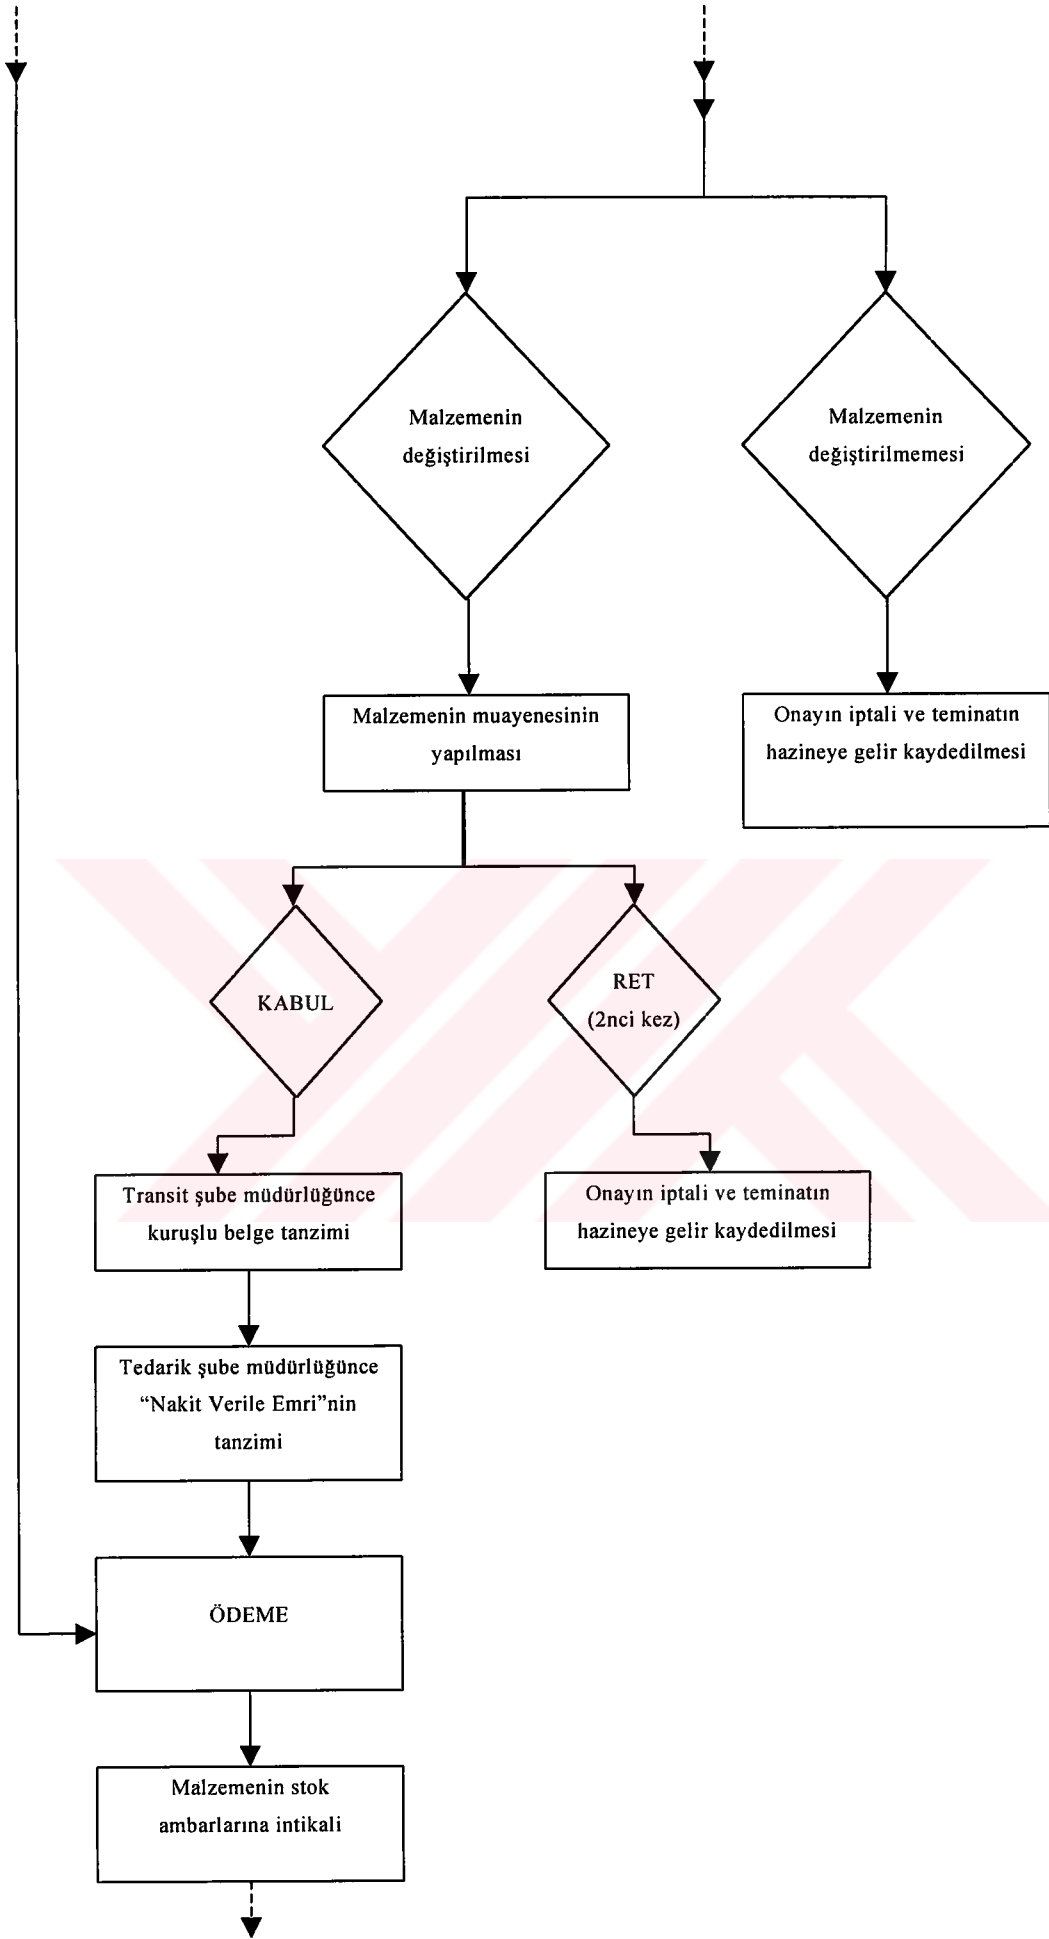 Malzemenin
değiştirilmesi
Malzemenin
değiştirilmemesi
Malzemenin muayenesinin
yapılması
Onayın iptali ve teminatın
hazineye gelir kaydedilmesi
KABUL
RET
(2nci kez)
Transit şube müdürlüğünce
kuruşlu belge tanzimi
Onayın iptali ve teminatın
hazineye gelir kaydedilmesi
Tedarik şube müdürlüğünce
“Nakit Verile Emri”nin
tanzimi
ÖDEME
Malzemenin stok
ambarlarına intikali